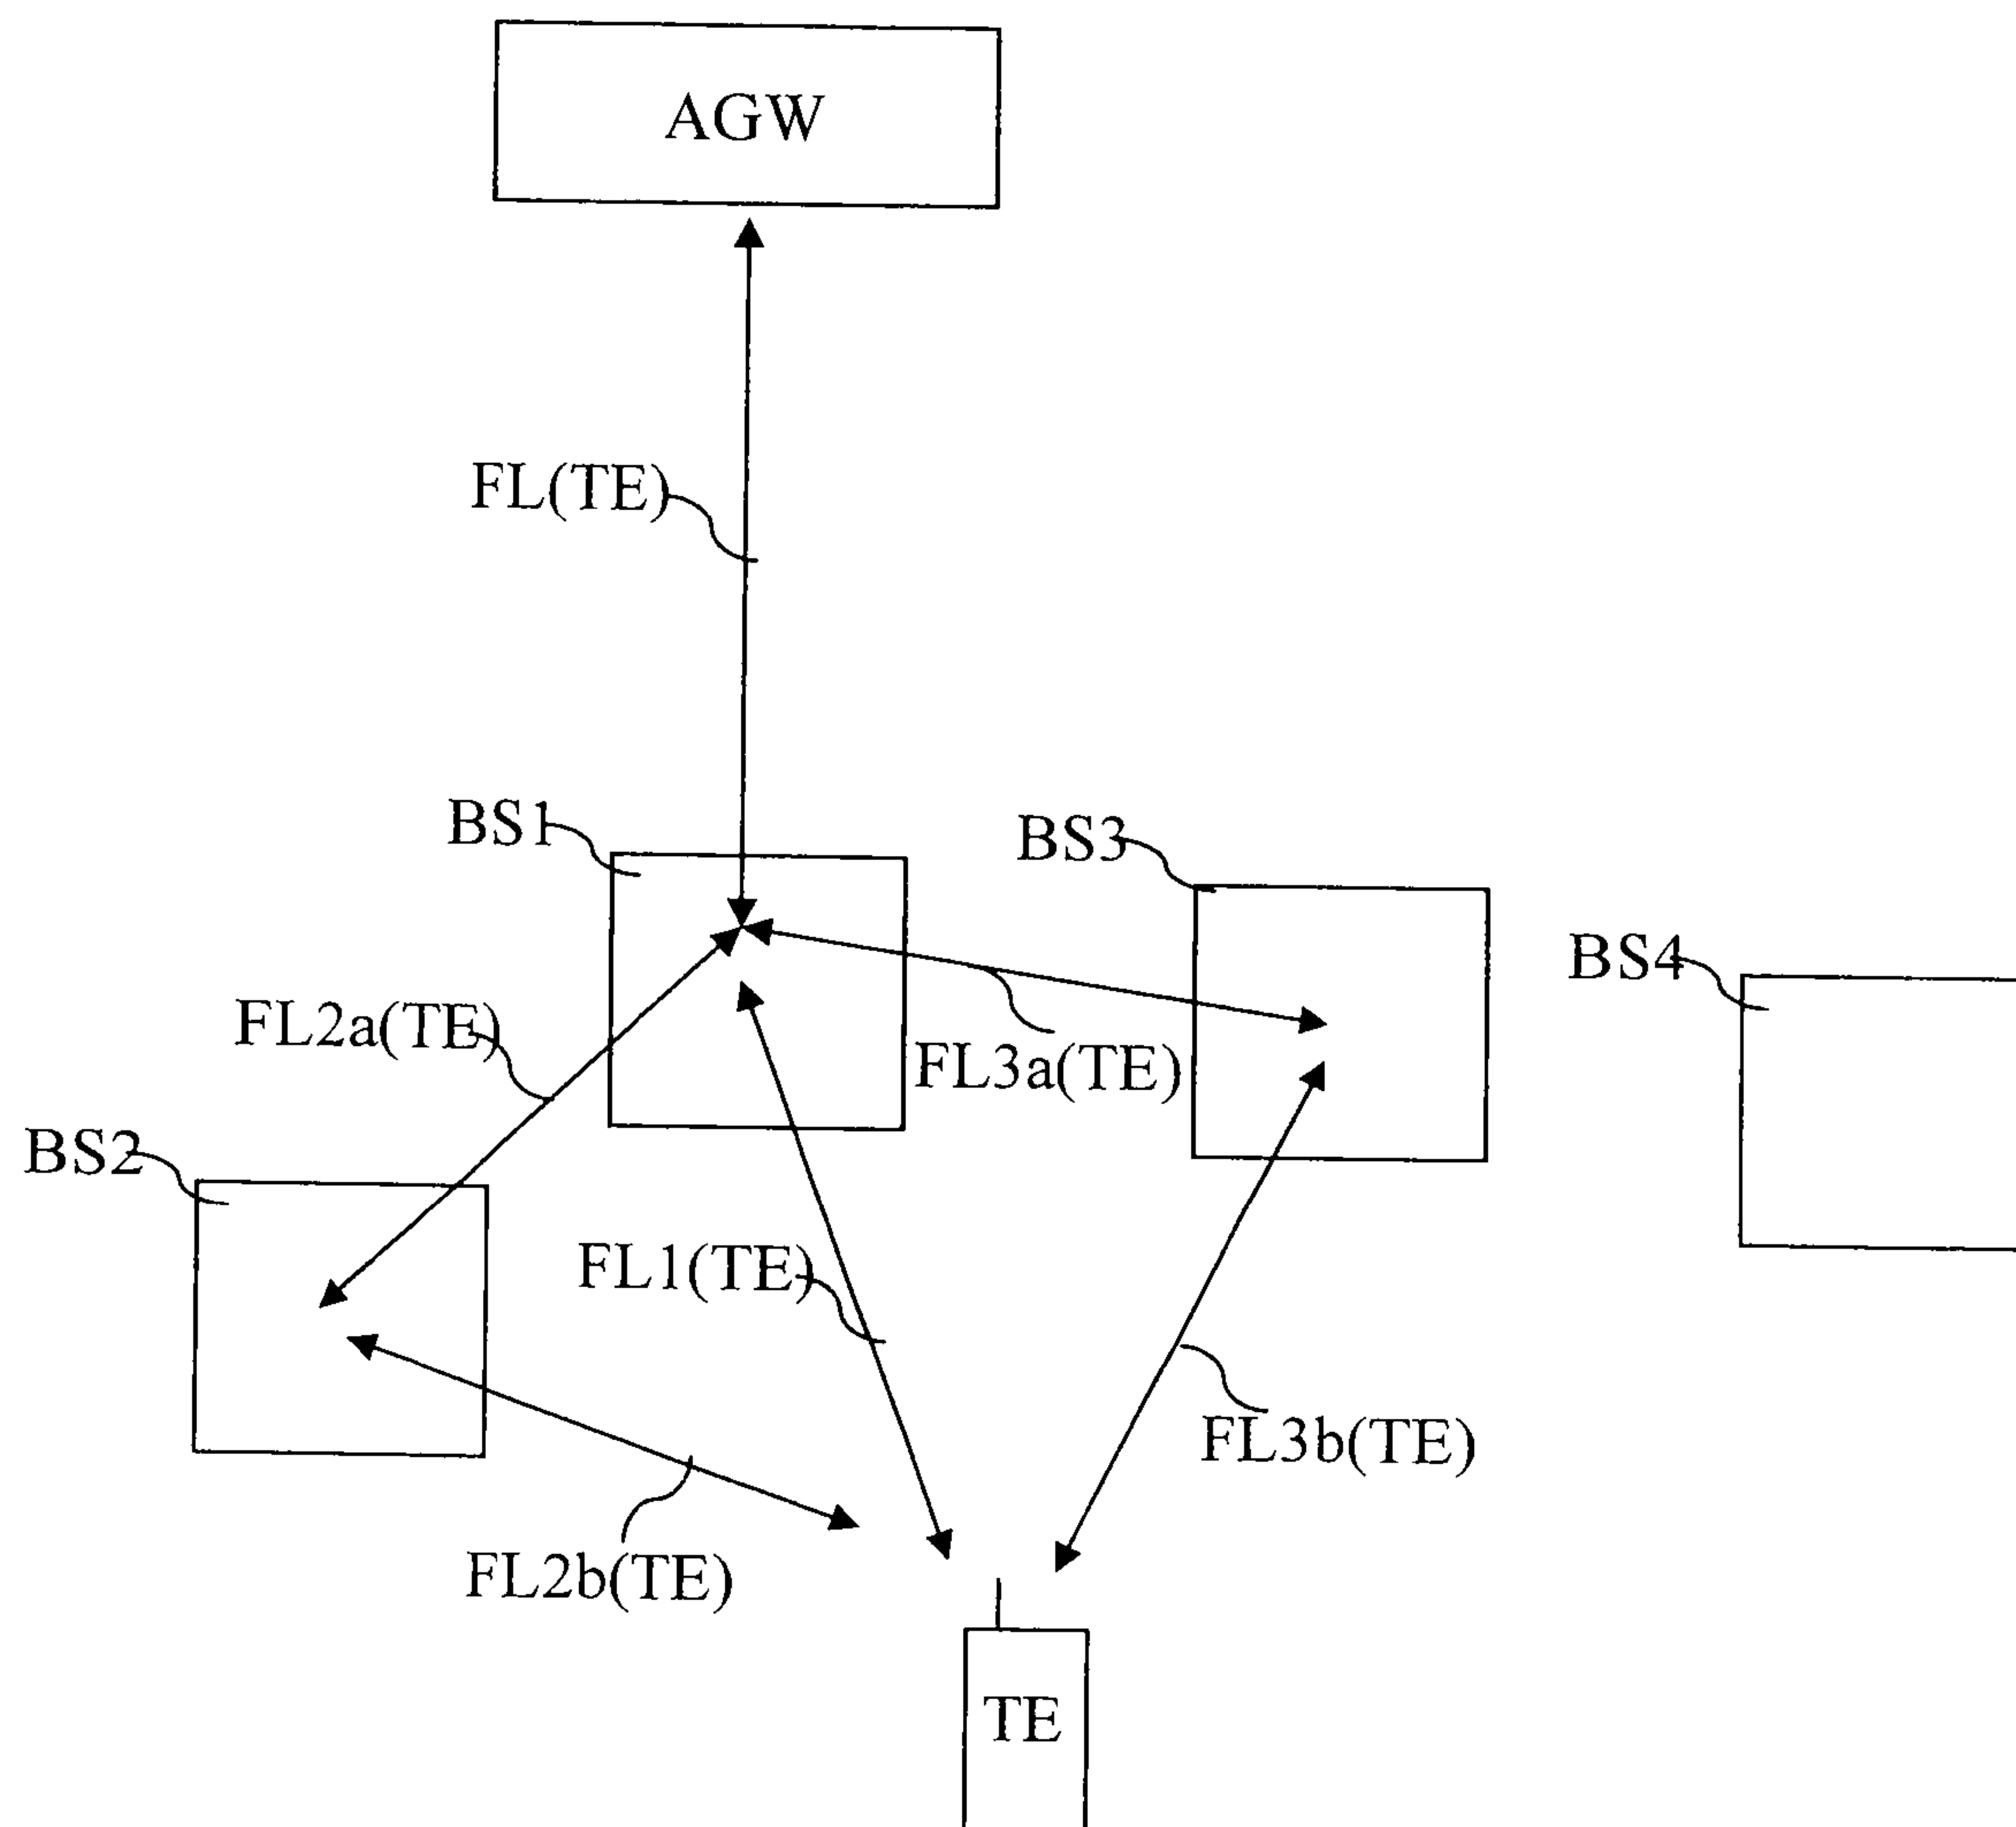 AGW
FL(TE)
BS1
BS3
BS4
FL2a(TE)
FL3a(TE)
BS2
FL1(TE)
FL3b(TE)
FL2b(TE)
TE